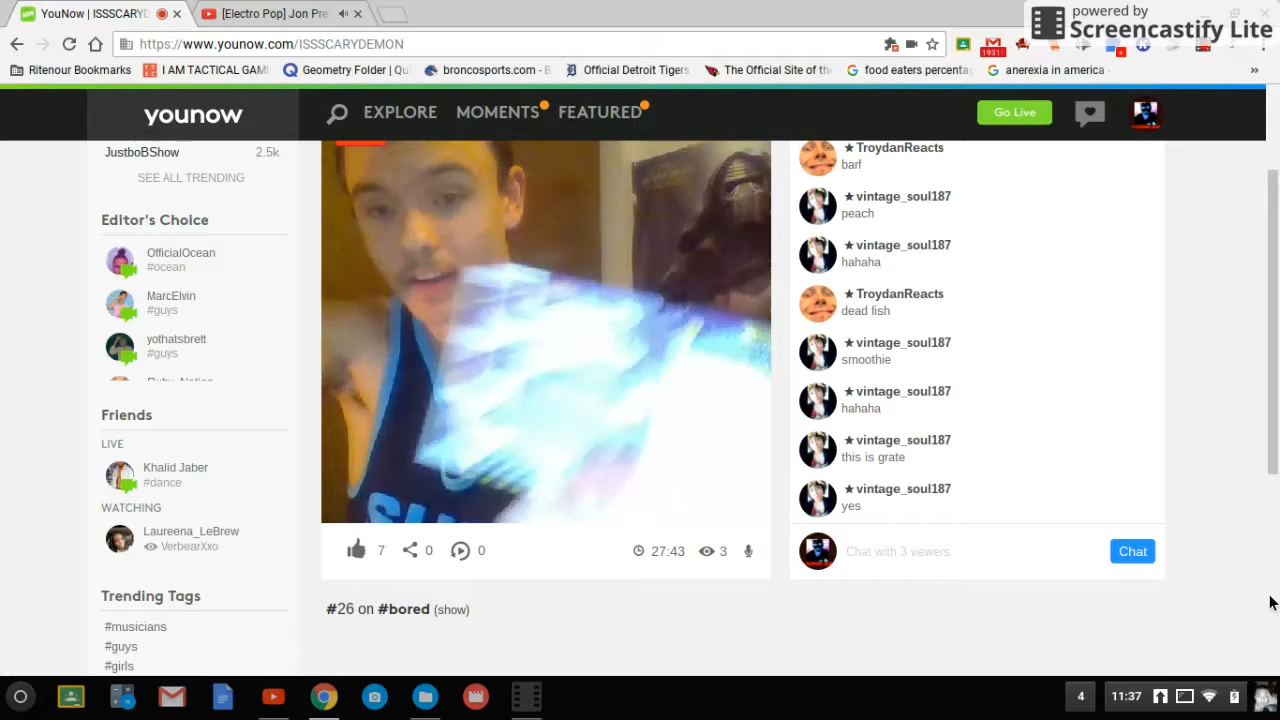 YouNow | ISSSCARYD
[Electro Pop] Jon Pre
powered by
Screencastify Lite
https://www.younow.com/ISSSCARYDEMON
1931
Ritenour Bookmarks
I AM TACTICAL GAMI
Geometry Folder | Qui
broncosports.com - B
Official Detroit Tigers
The Official Site of the
food eaters percentag
anerexia in america -
»
younow
EXPLORE
MOMENTS
FEATURED
Go Live
JustboBShow 2.5k
SEE ALL TRENDING
Editor's Choice
OfficialOcean
#ocean
MarcElvin
#guys
yothatsbrett
#guys
Friends
LIVE
Khalid Jaber
#dance
WATCHING
Laureena_LeBrew
VerbearXxo
Trending Tags
#musicians
#guys
#girls
7 0 0 27:43 3
#26 on #bored (show)
★ TroydanReacts
barf
★ vintage_soul187
peach
★ vintage_soul187
hahaha
★ TroydanReacts
dead fish
★ vintage_soul187
smoothie
★ vintage_soul187
hahaha
★ vintage_soul187
this is grate
★ vintage_soul187
yes
Chat with 3 viewers
Chat
4
11:37